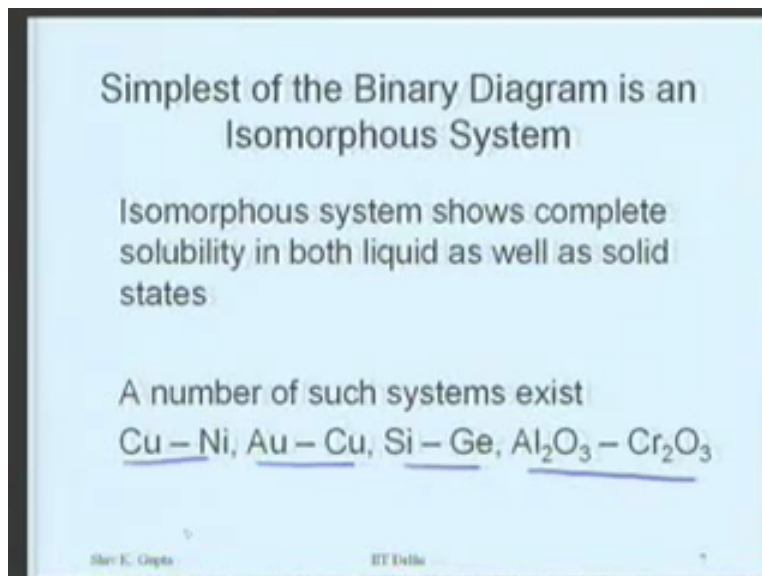 Simplest of the Binary Diagram is an
Isomorphous System
Isomorphous system shows complete
solubility in both liquid as well as solid
states
A number of such systems exist
Cu – Ni, Au – Cu, Si – Ge, Al₂O₃ – Cr₂O₃
K. Gupta
IIT Delhi